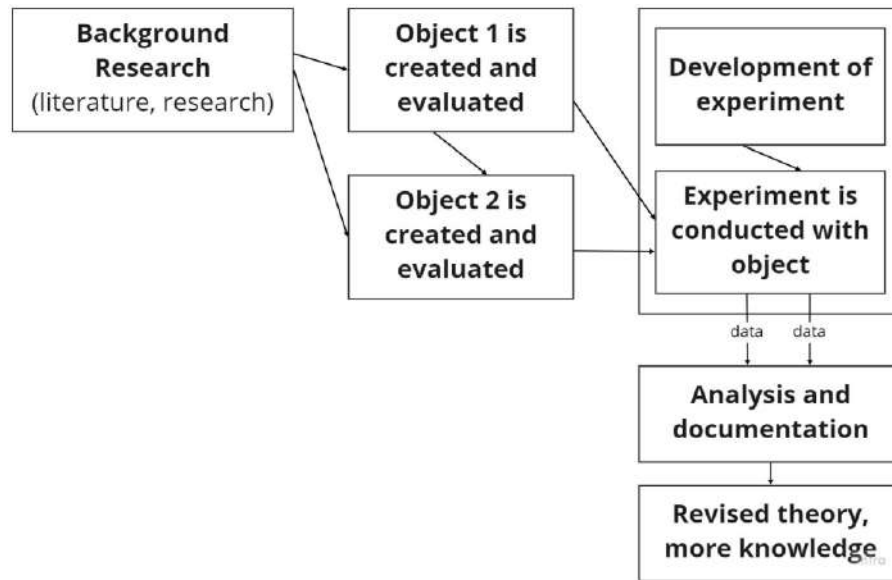 Background
Research
(literature, research)
Object 1 is
created and
evaluated
Object 2 is
created and
evaluated
Development of
experiment
Experiment is
conducted with
object
data
data
Analysis and
documentation
Revised theory,
more knowledge